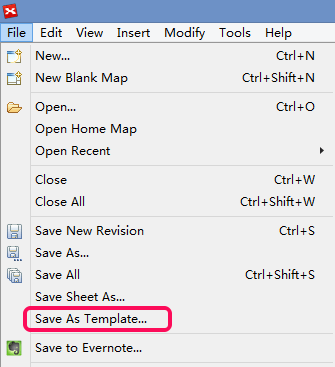 File Edit View Insert Modify Tools Help
New... Ctrl+N
New Blank Map Ctrl+Shift+N
Open... Ctrl+O
Open Home Map
Open Recent
Close Ctrl+W
Close All Ctrl+Shift+W
Save New Revision Ctrl+S
Save As...
Save All Ctrl+Shift+S
Save Sheet As...
Save As Template...
Save to Evernote...